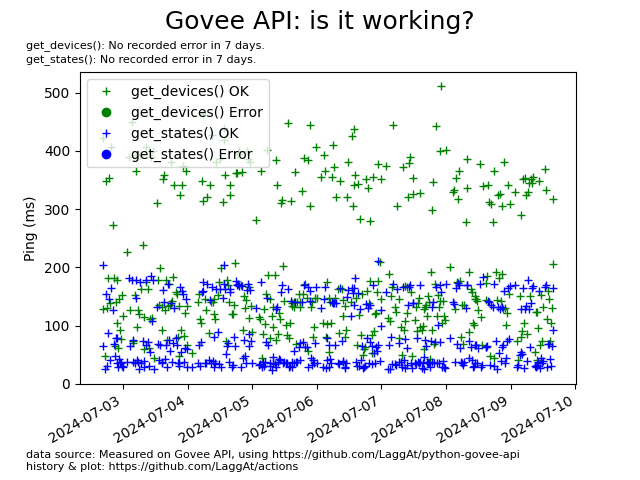 Govee API: is it working?
get_devices(): No recorded error in 7 days.
get_states(): No recorded error in 7 days.
get_devices() OK
get_devices() Error
get_states() OK
get_states() Error
Ping (ms)
500
400
300
200
100
0
2024-07-03
2024-07-04
2024-07-05
2024-07-06
2024-07-07
2024-07-08
2024-07-09
2024-07-10
data source: Measured on Govee API, using https://github.com/LaggAt/python-govee-api
history & plot: https://github.com/LaggAt/actions